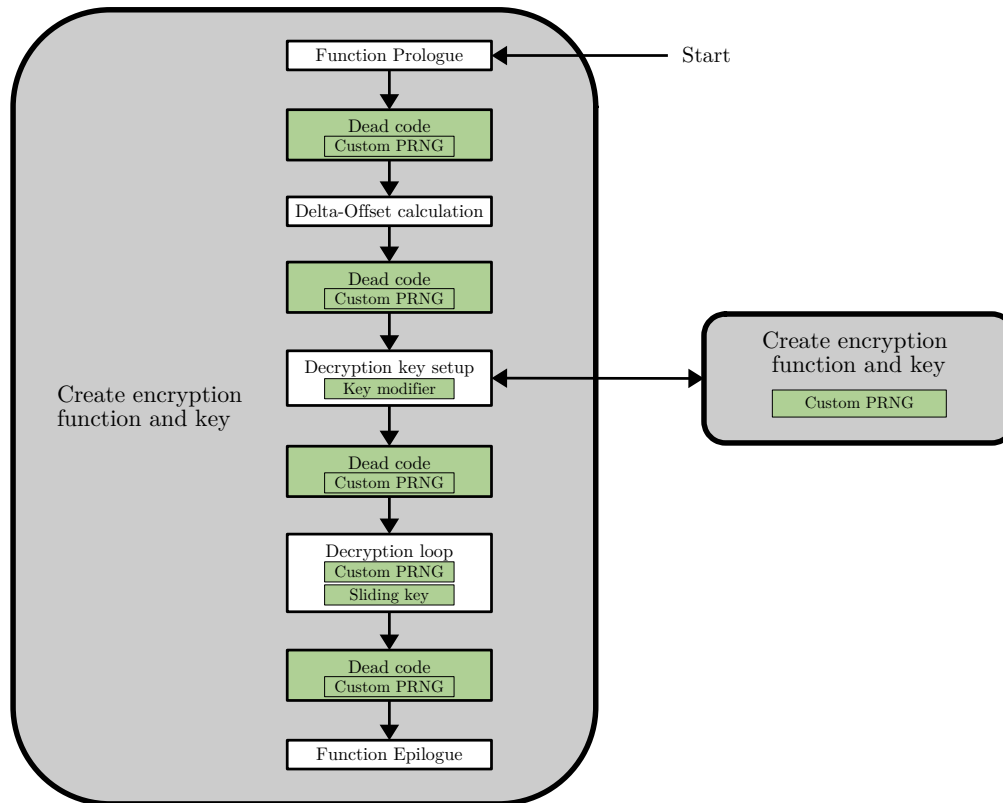 Function Prologue
Start
Dead code
Custom PRNG
Delta-Offset calculation
Dead code
Custom PRNG
Decryption key setup
Key modifier
Create encryption
function and key
Dead code
Custom PRNG
Decryption loop
Custom PRNG
Sliding key
Dead code
Custom PRNG
Function Epilogue
Create encryption
function and key
Custom PRNG